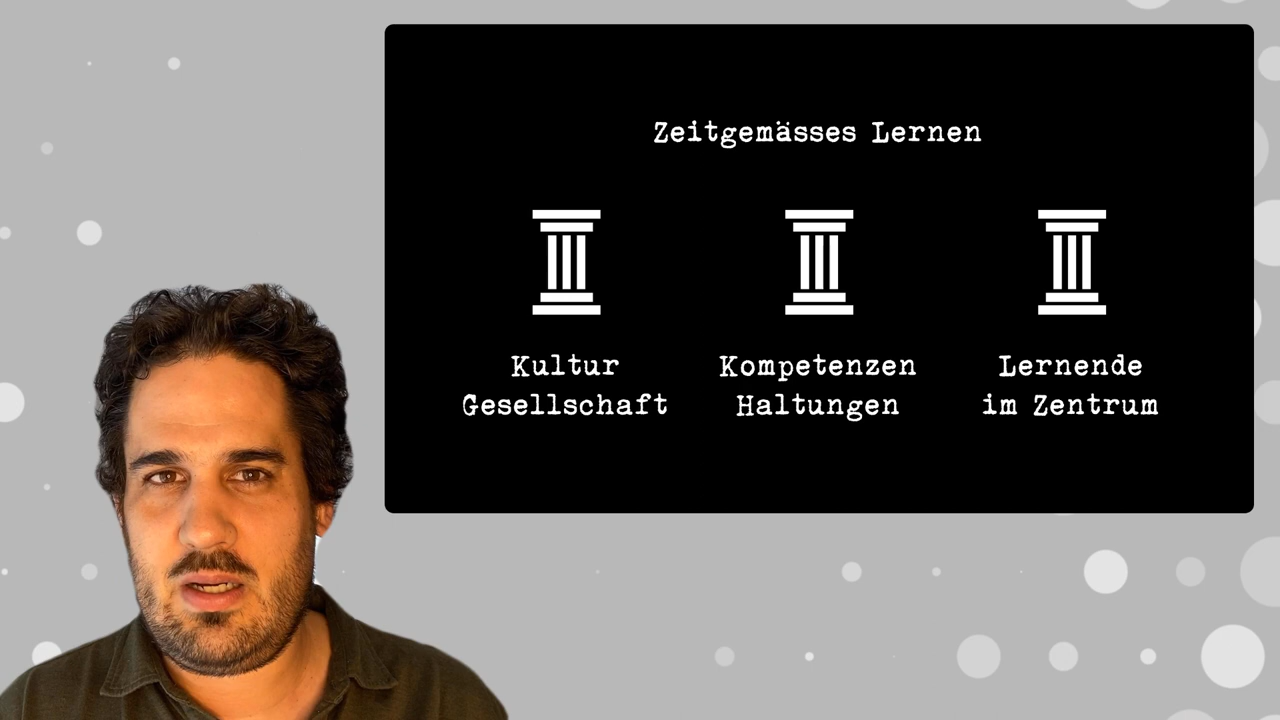 Zeitgemässes Lernen
Kultur
Gesellschaft
Kompetenzen
Haltungen
Lernende
im Zentrum